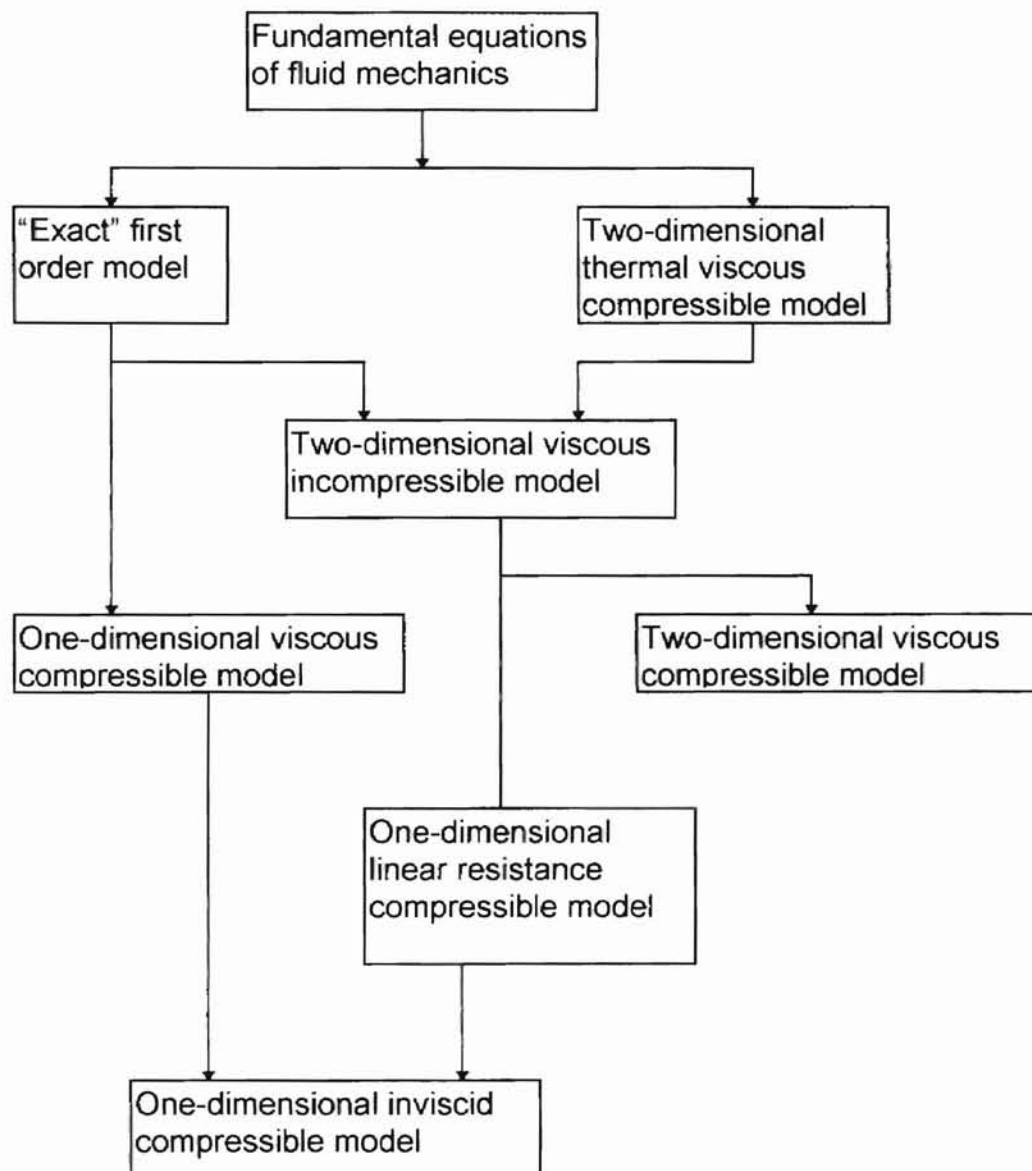 Fundamental equations
of fluid mechanics
“Exact” first
order model
Two-dimensional
thermal viscous
compressible model
Two-dimensional viscous
incompressible model
One-dimensional viscous
compressible model
Two-dimensional viscous
compressible model
One-dimensional
linear resistance
compressible model
One-dimensional inviscid
compressible model